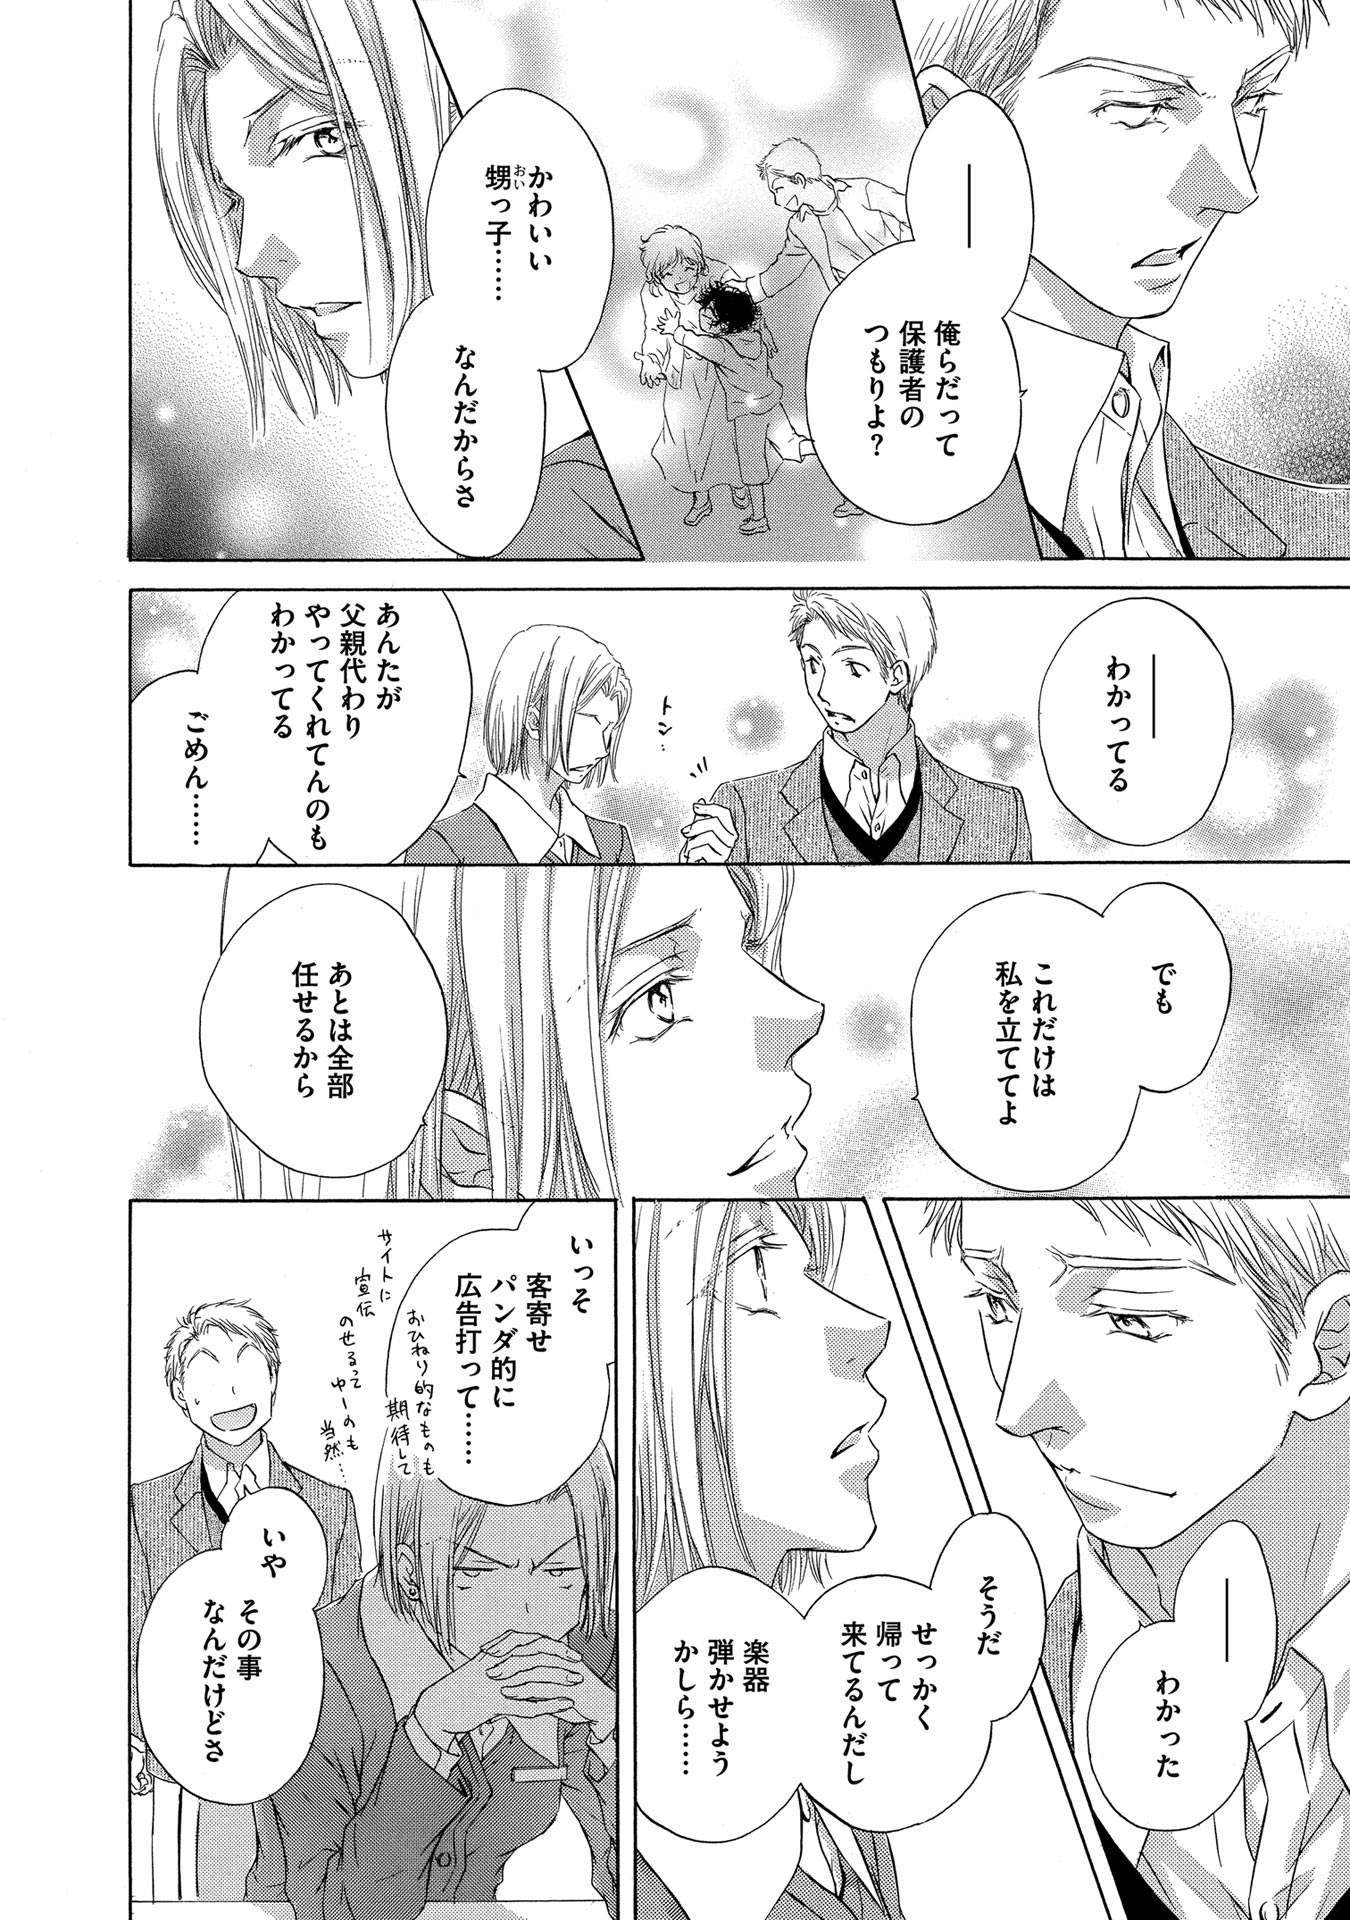 ――俺らだって
保護者の
つもりよ？
かわいい
甥っ子……
おい
なんだからさ
――わかってる
トン…
あんたが
父親代わり
やってくれてんのも
わかってる
ごめん……
でも
これだけは
私を立ててよ
あとは全部
任せるから
――わかった
そうだ
せっかく
帰って
来てるんだし
楽器
弾かせよう
かしら……
いっそ
客寄せ
パンダ的に
広告打って……
おひねり的なものも
期待して
サイトに
宣伝
のせるって
ゆーのも
当然…
いや
その事
なんだけどさ